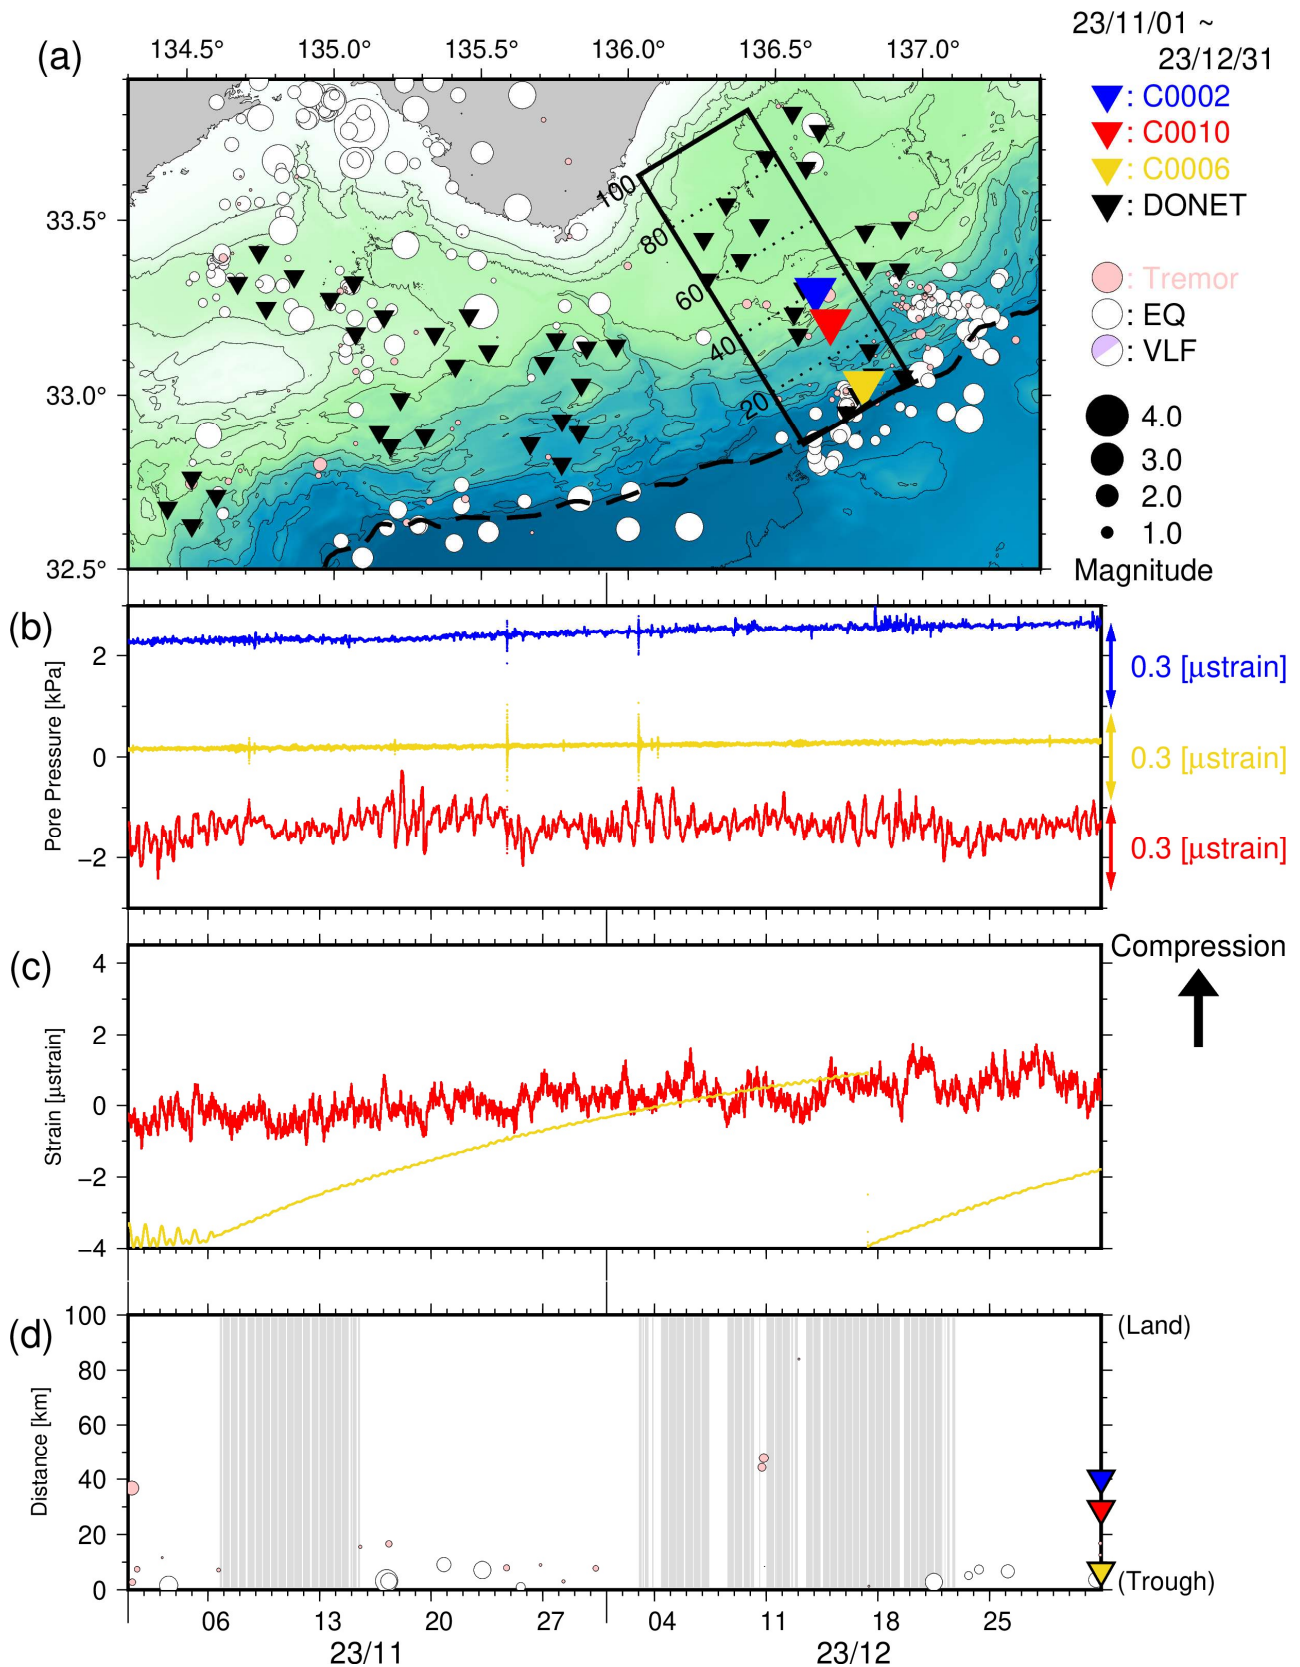 (a)
134.5° 135.0° 135.5° 136.0° 136.5° 137.0°
23/11/01 ~
23/12/31
: C0002
: C0010
: C0006
: DONET
: Tremor
: EQ
: VLF
4.0
3.0
2.0
1.0
Magnitude
33.5°
33.0°
32.5°
100
80
60
40
20
(b)
Pore Pressure [kPa]
2
0
−2
0.3 [μstrain]
0.3 [μstrain]
0.3 [μstrain]
(c)
Strain [μstrain]
4
2
0
−2
−4
Compression
(d)
Distance [km]
100
80
60
40
20
0
(Land)
(Trough)
06 13 20 27 04 11 18 25
23/11 23/12